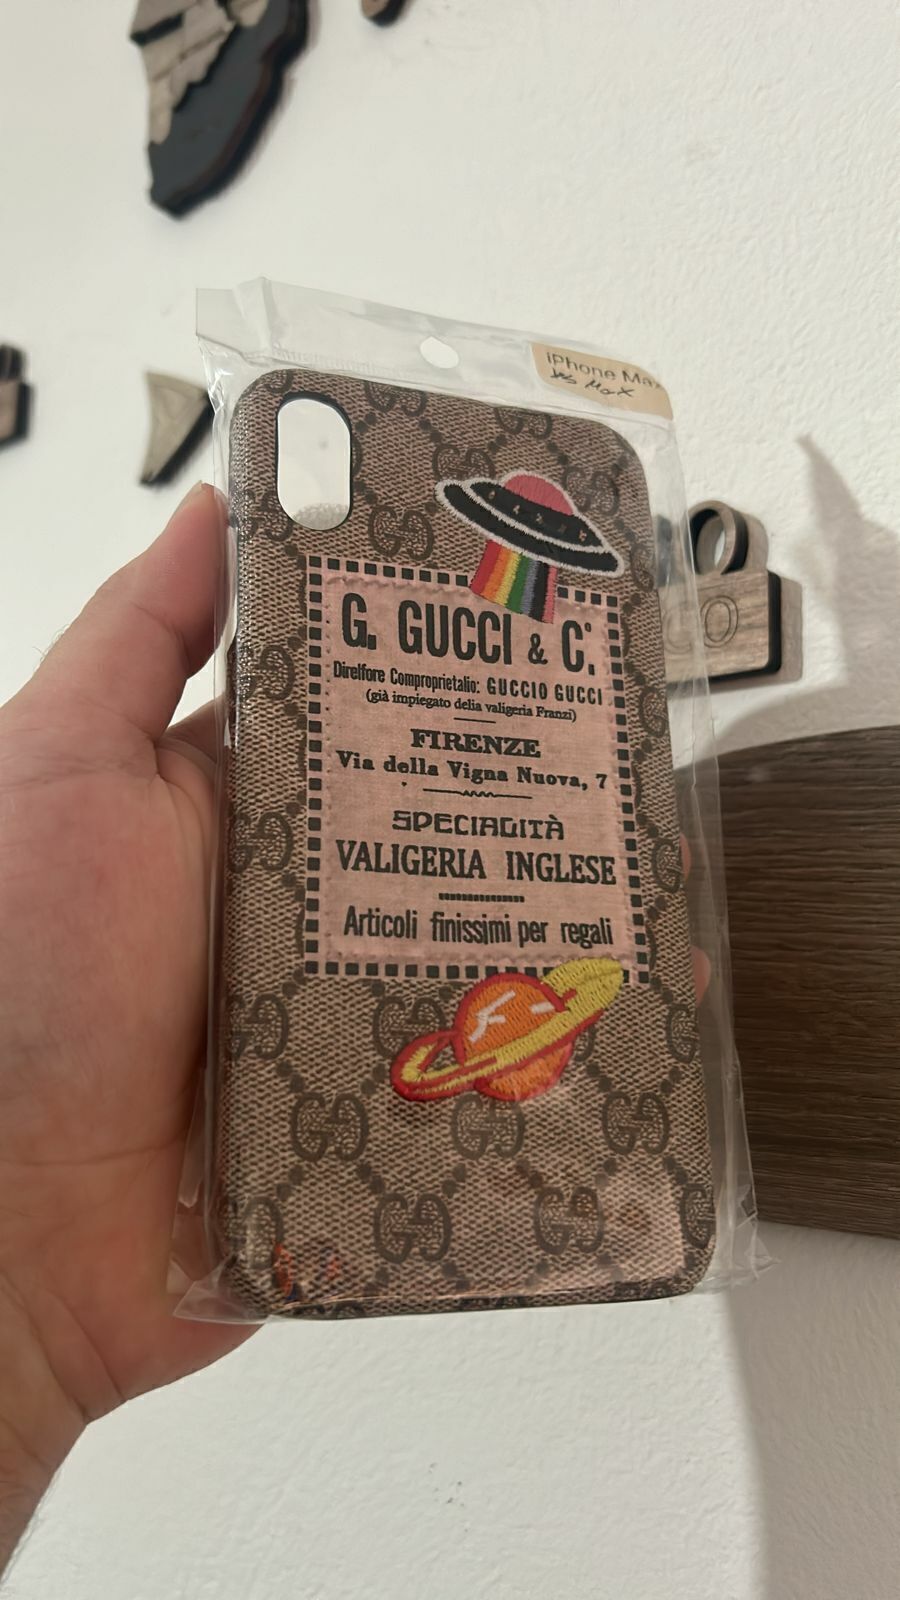 iPhone Max
Xs Max
G. GUCCI & C.
Direlfore Comproprietalio: GUCCIO GUCCI
(già impiegato delia valigeria Franzi)
FIRENZE
Via della Vigna Nuova, 7
SPECIALITÀ
VALIGERIA INGLESE
Articoli finissimi per regali